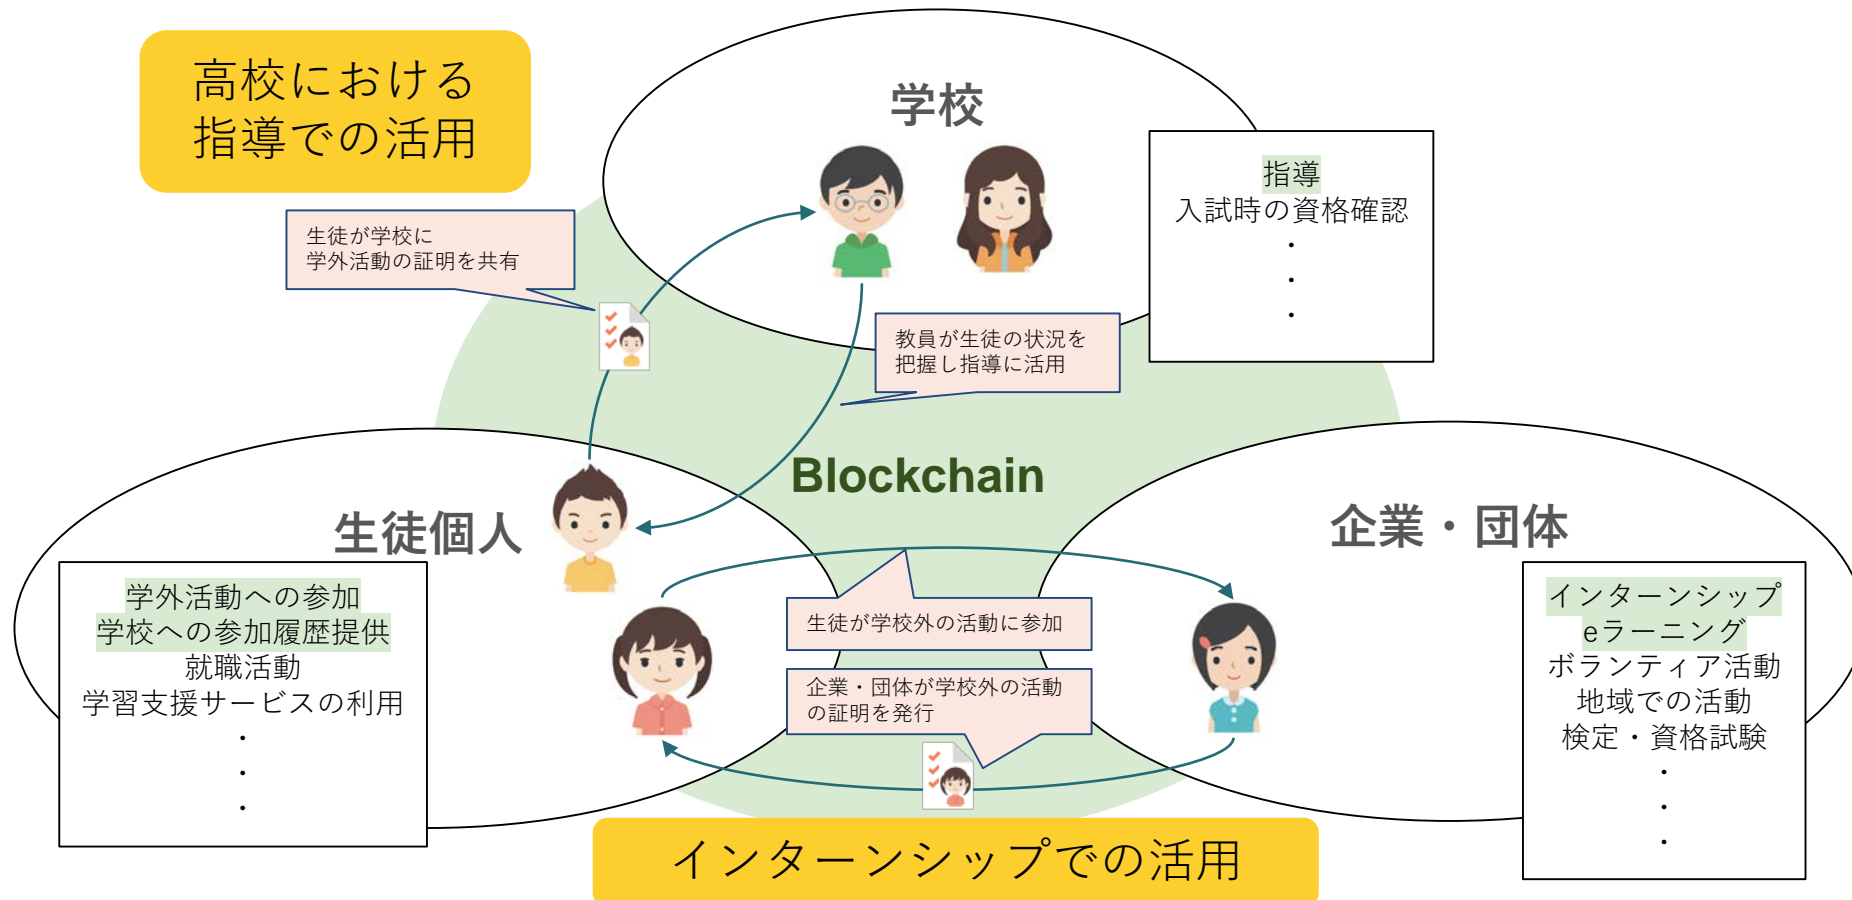 高校における
指導での活用
学校
指導
入試時の資格確認
・
・
・
生徒が学校に
学外活動の証明を共有
教員が生徒の状況を
把握し指導に活用
Blockchain
生徒個人
学外活動への参加
学校への参加履歴提供
就職活動
学習支援サービスの利用
・
・
・
生徒が学校外の活動に参加
企業・団体が学校外の活動
の証明を発行
企業・団体
インターンシップ
eラーニング
ボランティア活動
地域での活動
検定・資格試験
・
・
・
インターンシップでの活用